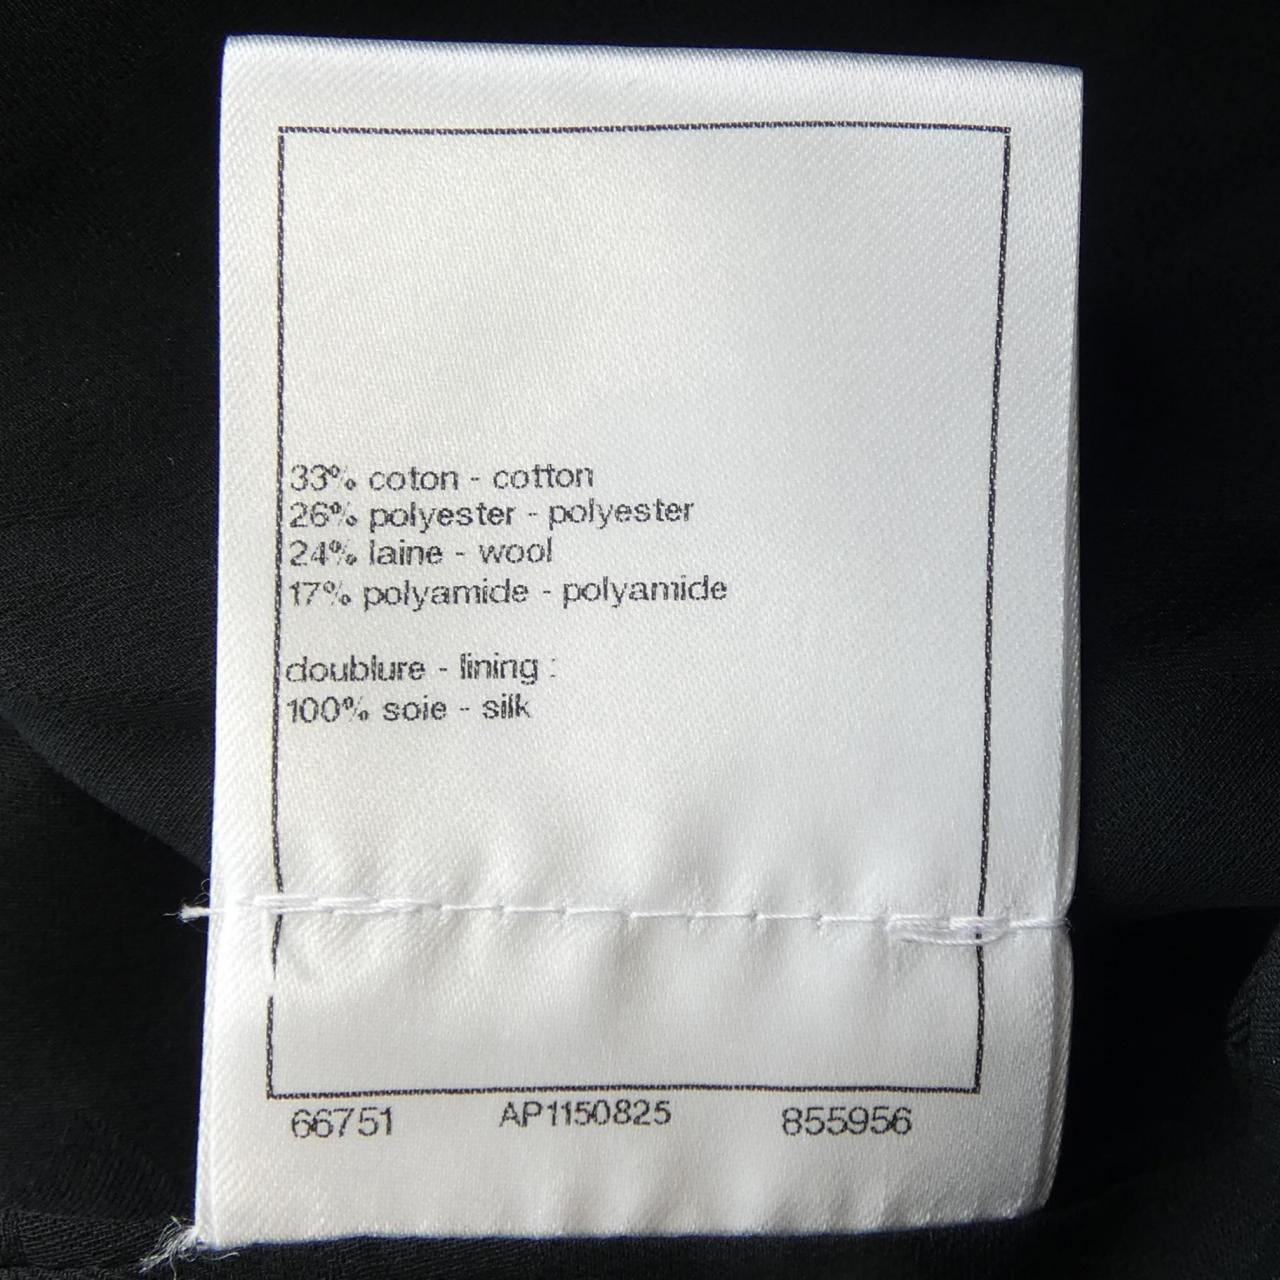 33% coton - cotton
26% polyester - polyester
24% laine - wool
17% polyamide - polyamide
doublure - lining :
100% soie - silk
66751 AP1150825 855956